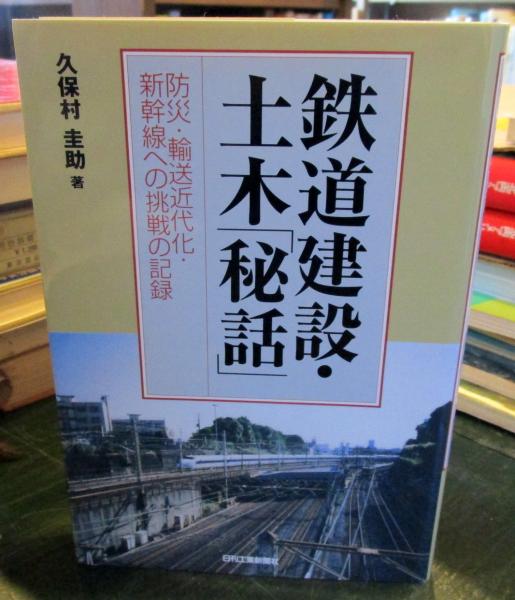 鉄道建設・
土木「秘話」
防災・輸送近代化・
新幹線への挑戦の記録
久保村 圭助 著
日刊工業新聞社